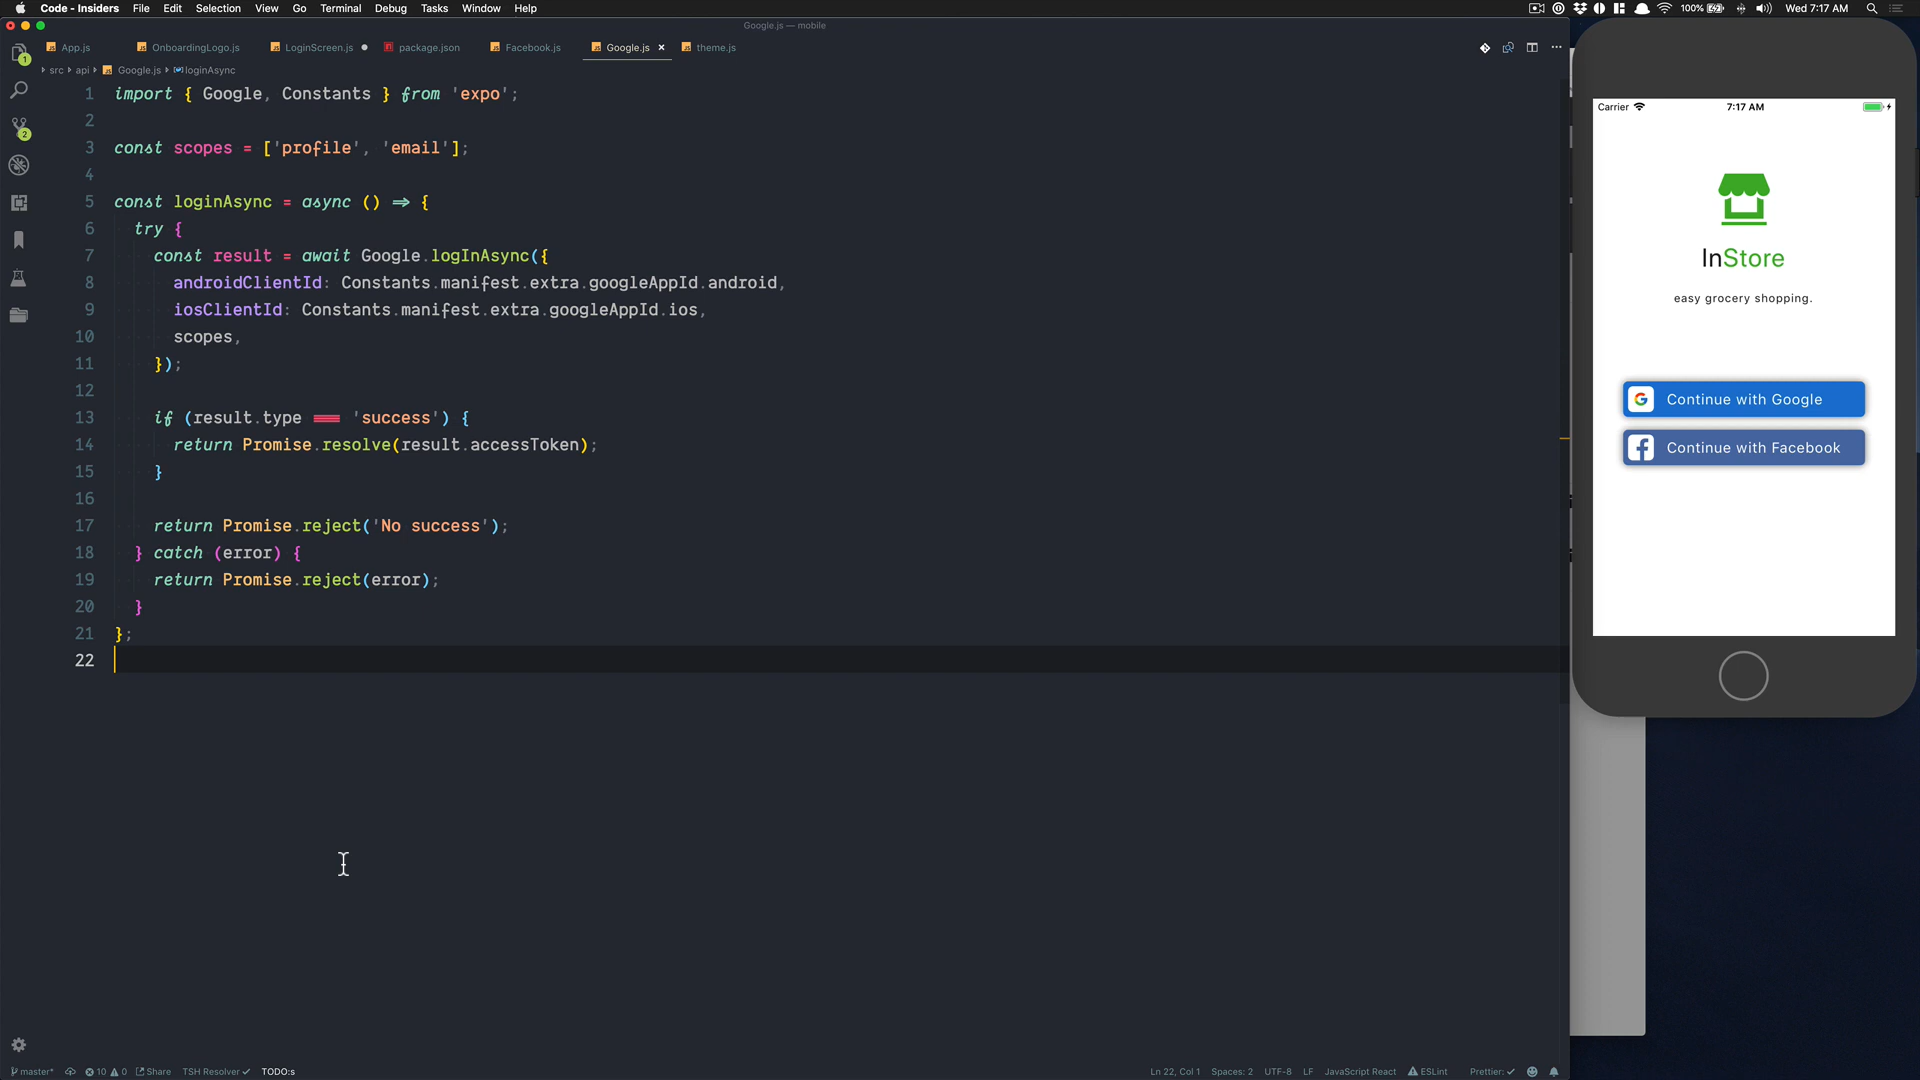 Code - Insiders File Edit Selection View Go Terminal Debug Tasks Window Help 100% Wed 7:17 AM
Google.js — mobile
App.js OnboardingLogo.js LoginScreen.js package.json Facebook.js Google.js theme.js
src api Google.js loginAsync
1 import { Google, Constants } from 'expo';
2
3 const scopes = ['profile', 'email'];
4
5 const loginAsync = async () => {
6 try {
7 const result = await Google.logInAsync({
8 androidClientId: Constants.manifest.extra.googleAppId.android,
9 iosClientId: Constants.manifest.extra.googleAppId.ios,
10 scopes,
11 });
12
13 if (result.type === 'success') {
14 return Promise.resolve(result.accessToken);
15 }
16
17 return Promise.reject('No success');
18 } catch (error) {
19 return Promise.reject(error);
20 }
21 };
22
1
2
master* 10 0 Share TSH Resolver TODO:s Ln 22, Col 1 Spaces: 2 UTF-8 LF JavaScript React ESLint Prettier:
Carrier 7:17 AM
InStore
easy grocery shopping.
G Continue with Google
f Continue with Facebook